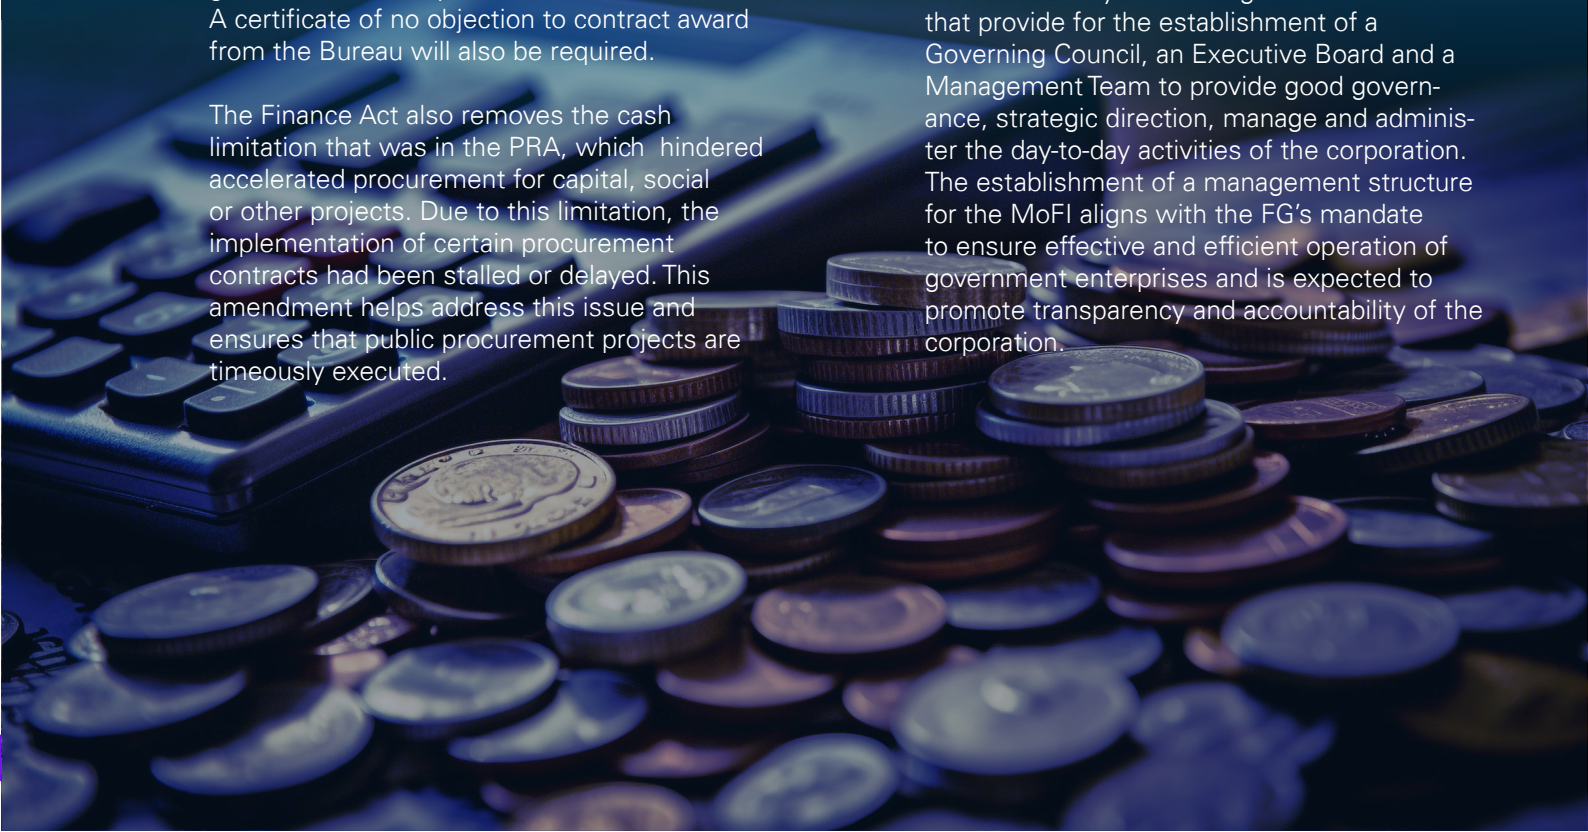 A certificate of no objection to contract award
from the Bureau will also be required.
The Finance Act also removes the cash
limitation that was in the PRA, which hindered
accelerated procurement for capital, social
or other projects. Due to this limitation, the
implementation of certain procurement
contracts had been stalled or delayed. This
amendment helps address this issue and
ensures that public procurement projects are
timeously executed.
that provide for the establishment of a
Governing Council, an Executive Board and a
Management Team to provide good govern-
ance, strategic direction, manage and adminis-
ter the day-to-day activities of the corporation.
The establishment of a management structure
for the MoFI aligns with the FG's mandate
to ensure effective and efficient operation of
government enterprises and is expected to
promote transparency and accountability of the
corporation.